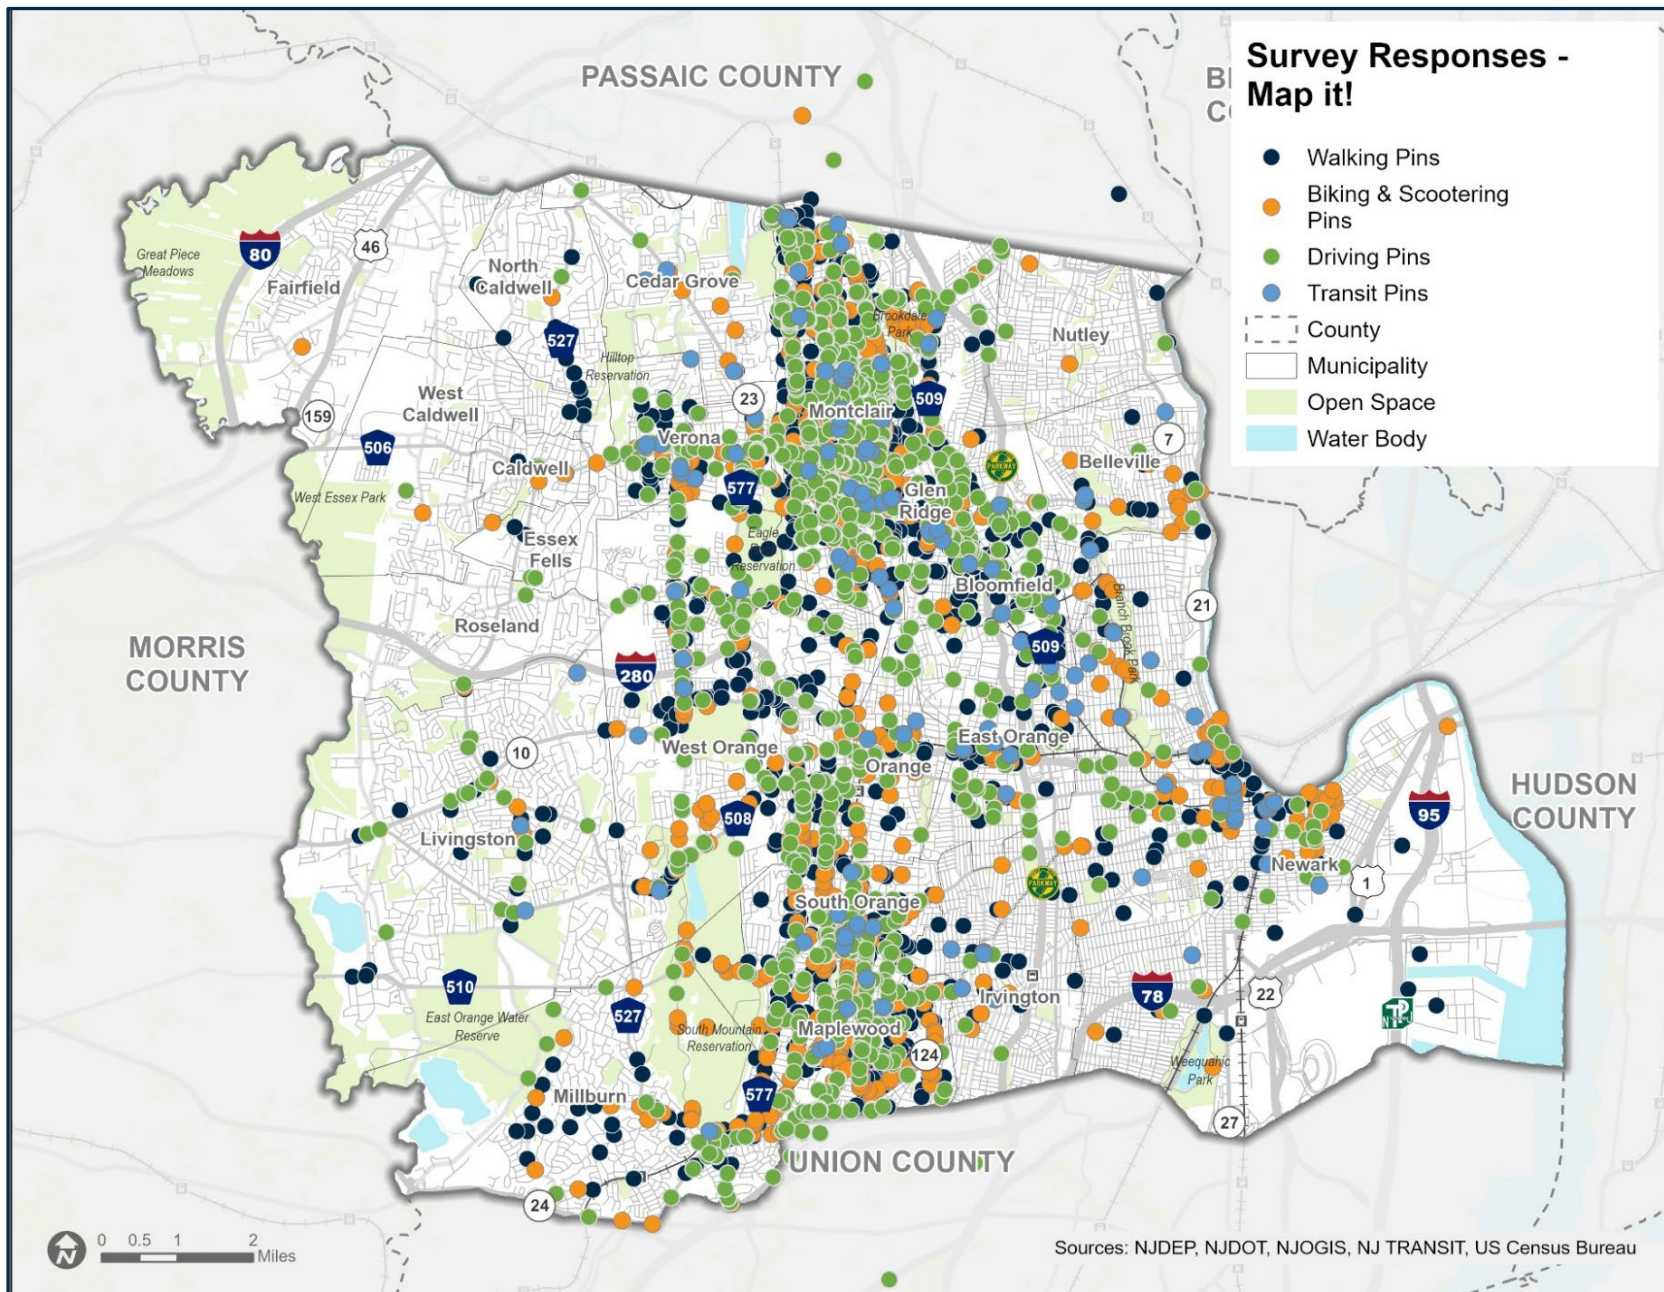 PASSAIC COUNTY
Survey Responses -
Map it!
Walking Pins
Biking & Scootering
Pins
Driving Pins
Transit Pins
County
Municipality
Open Space
Water Body
Great Piece
Meadows
80
46
Fairfield
North
Caldwell
Cedar Grove
Brookdale
Park
Nutley
527
Hilltop
Reservation
West
Caldwell
159
23
509
Montclair
7
506
Verona
Caldwell
Belleville
PARKWAY
West Essex Park
577
Glen
Ridge
Essex
Fells
Eagle
Reservation
Bloomfield
Branch Brook Park
21
Roseland
509
MORRIS
COUNTY
280
10
West Orange
East Orange
Orange
HUDSON
COUNTY
508
95
Livingston
Newark
PARKWAY
1
South Orange
510
78
22
Irvington
East Orange Water
Reserve
527
South Mountain
Reservation
Maplewood
124
Weequahic
Park
Millburn
577
27
UNION COUNTY
24
N
0 0.5 1 2
Miles
Sources: NJDEP, NJDOT, NJOGIS, NJ TRANSIT, US Census Bureau